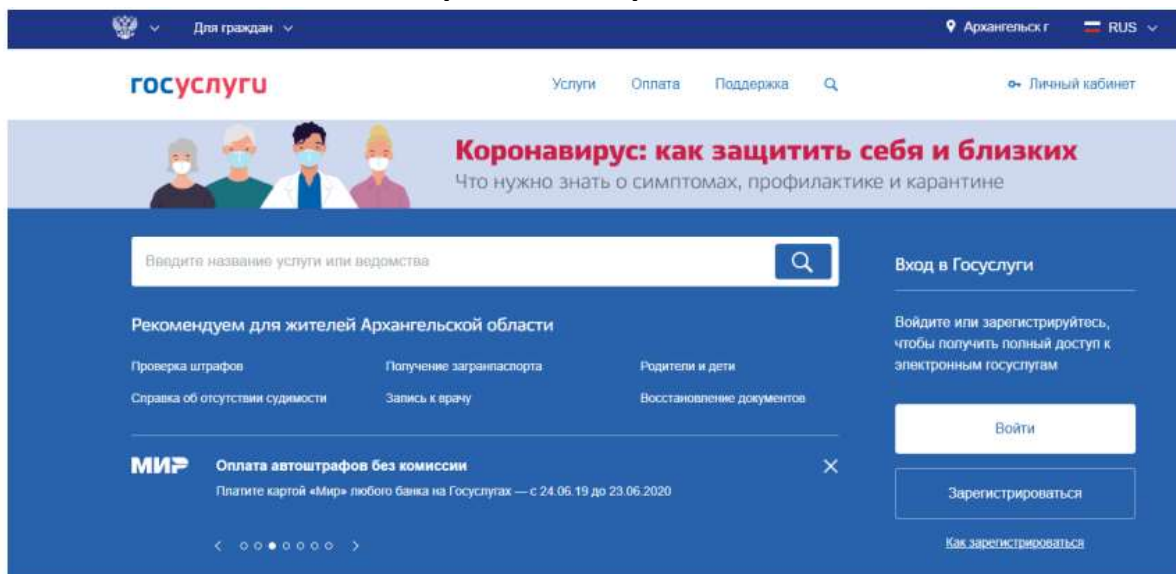 Для граждан
Архангельск г
RUS
госуслуги
Услуги
Оплата
Поддержка
Личный кабинет
Коронавирус: как защитить себя и близких
Что нужно знать о симптомах, профилактике и карантине
Введите название услуги или ведомства
Рекомендуем для жителей Архангельской области
Проверка штрафов
Получение загранпаспорта
Родители и дети
Справка об отсутствии судимости
Запись к врачу
Восстановление документов
МИР
Оплата автоштрафов без комиссии
Платите картой «Мир» любого банка на Госуслугах — с 24.06.19 до 23.06.2020
Вход в Госуслуги
Войдите или зарегистрируйтесь,
чтобы получить полный доступ к
электронным госуслугам
Войти
Зарегистрироваться
Как зарегистрироваться